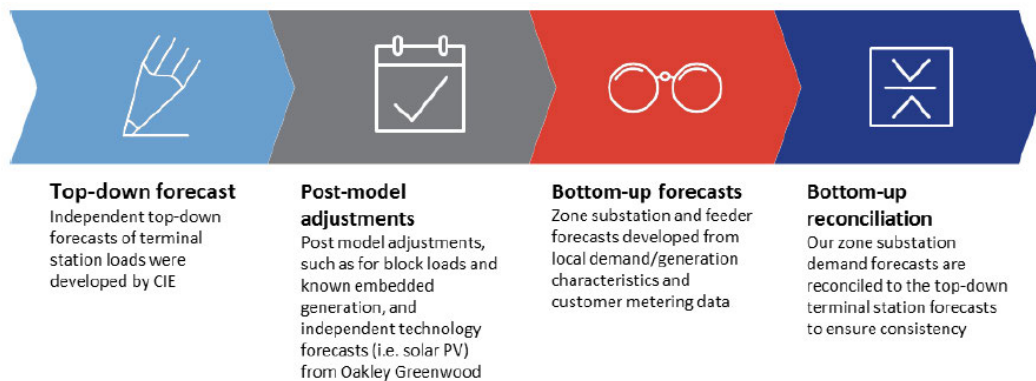 Top-down forecast
Independent top-down
forecasts of terminal
station loads were
developed by CIE
Post-model
adjustments
Post model adjustments,
such as for block loads and
known embedded
generation, and
independent technology
forecasts (i.e. solar PV)
from Oakley Greenwood
Bottom-up forecasts
Zone substation and feeder
forecasts developed from
local demand/generation
characteristics and
customer metering data
Bottom-up
reconciliation
Our zone substation
demand forecasts are
reconciled to the top-down
terminal station forecasts
to ensure consistency